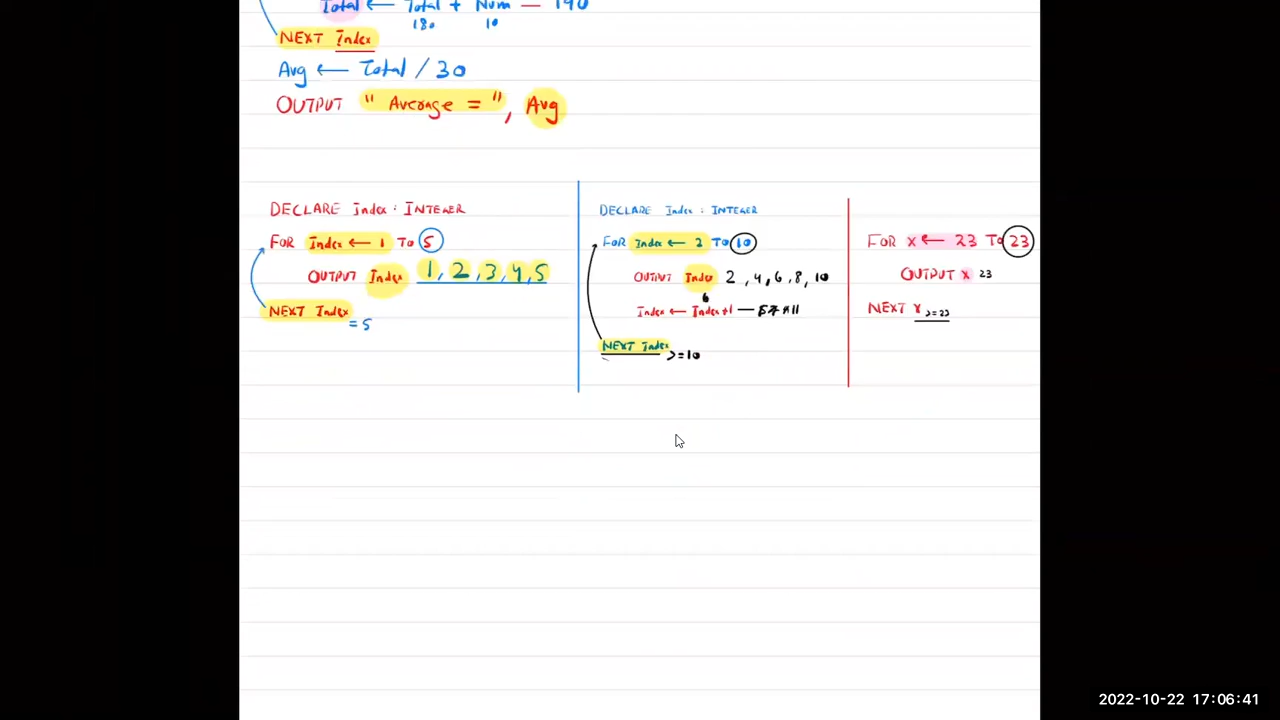 Total ← Total + Num — 190
180 10
NEXT Index
Avg ← Total / 30
OUTPUT " Average = ", Avg
DECLARE Index : INTEGER
FOR Index ← 1 TO 5
OUTPUT Index 1, 2, 3, 4, 5
NEXT Index
= 5
DECLARE Index : INTEGER
FOR Index ← 2 TO 10
OUTPUT Index 2, 4, 6, 8, 10
6
Index ← Index+1 — 11
NEXT Index >=10
FOR x ← 23 TO 23
OUTPUT x 23
NEXT x >=23
2022-10-22 17:06:41